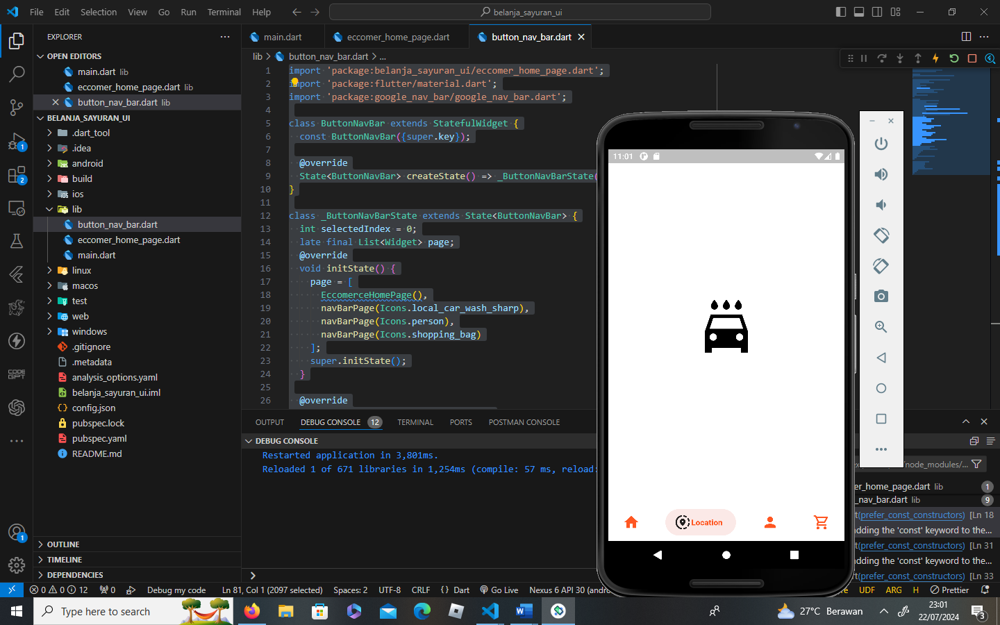 File Edit Selection View Go Run Terminal Help
belanja_sayuran_ui
EXPLORER
OPEN EDITORS
main.dart lib
eccomer_home_page.dart lib
button_nav_bar.dart lib
BELANJA_SAYURAN_UI
.dart_tool
.idea
android
build
ios
lib
button_nav_bar.dart
eccomer_home_page.dart
main.dart
linux
macos
test
web
windows
.gitignore
.metadata
analysis_options.yaml
belanja_sayuran_ui.iml
config.json
pubspec.lock
pubspec.yaml
README.md
OUTLINE
TIMELINE
DEPENDENCIES
1
2
CODE
GPT
1
main.dart
eccomer_home_page.dart
button_nav_bar.dart
lib > button_nav_bar.dart > ...
1 import 'package:belanja_sayuran_ui/eccomer_home_page.dart';
2 import 'package:flutter/material.dart';
3 import 'package:google_nav_bar/google_nav_bar.dart';
4
5 class ButtonNavBar extends StatefulWidget {
6 const ButtonNavBar({super.key});
7
8 @override
9 State<ButtonNavBar> createState() => _ButtonNavBarState(
10 }
11
12 class _ButtonNavBarState extends State<ButtonNavBar> {
13 int selectedIndex = 0;
14 late final List<Widget> page;
15 @override
16 void initState() {
17 page = [
18 EccomerceHomePage(),
19 navBarPage(Icons.local_car_wash_sharp),
20 navBarPage(Icons.person),
21 navBarPage(Icons.shopping_bag)
22 ];
23 super.initState();
24 }
25
26 @override
OUTPUT DEBUG CONSOLE 12 TERMINAL PORTS POSTMAN CONSOLE
DEBUG CONSOLE
Restarted application in 3,801ms.
Reloaded 1 of 671 libraries in 1,254ms (compile: 57 ms, reload:
11:01
Location
/node_modules/...
er_home_page.dart lib 1
_nav_bar.dart lib 9
t(prefer_const_constructors) [Ln 18
adding the 'const' keyword to the...
t(prefer_const_constructors) [Ln 31
adding the 'const' keyword to the...
t(prefer_const_constructors) [Ln 33
0 0 12 0 Debug my code Ln 81, Col 1 (2097 selected) Spaces: 2 UTF-8 CRLF {} Dart Go Live Nexus 6 API 30 (andro UDF ARG H Prettier
Type here to search
27°C Berawan
23:01
22/07/2024
3